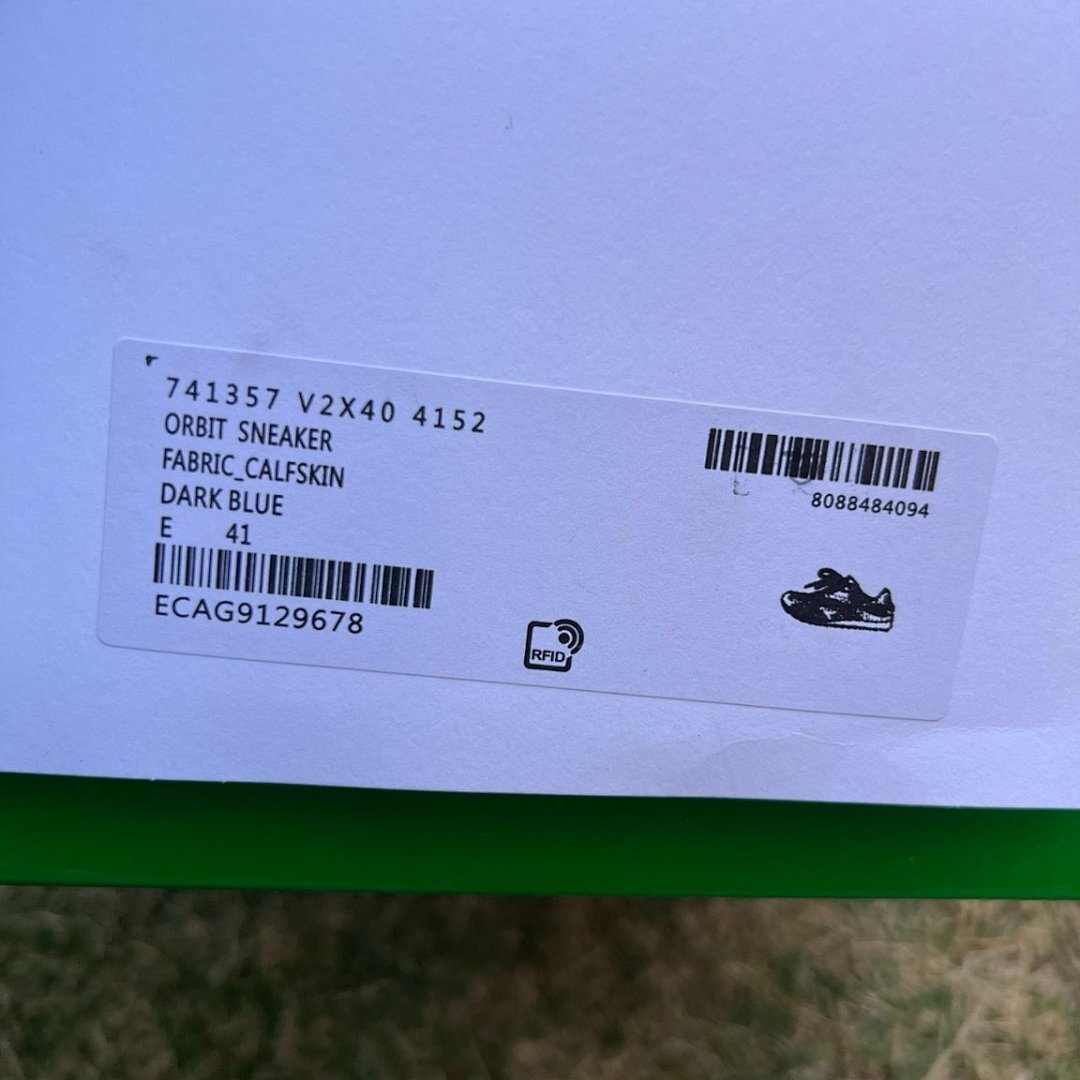 741357 V2X40 4152
ORBIT SNEAKER
FABRIC_CALFSKIN
DARK BLUE
E 41
ECAG9129678
8088484094
RFID